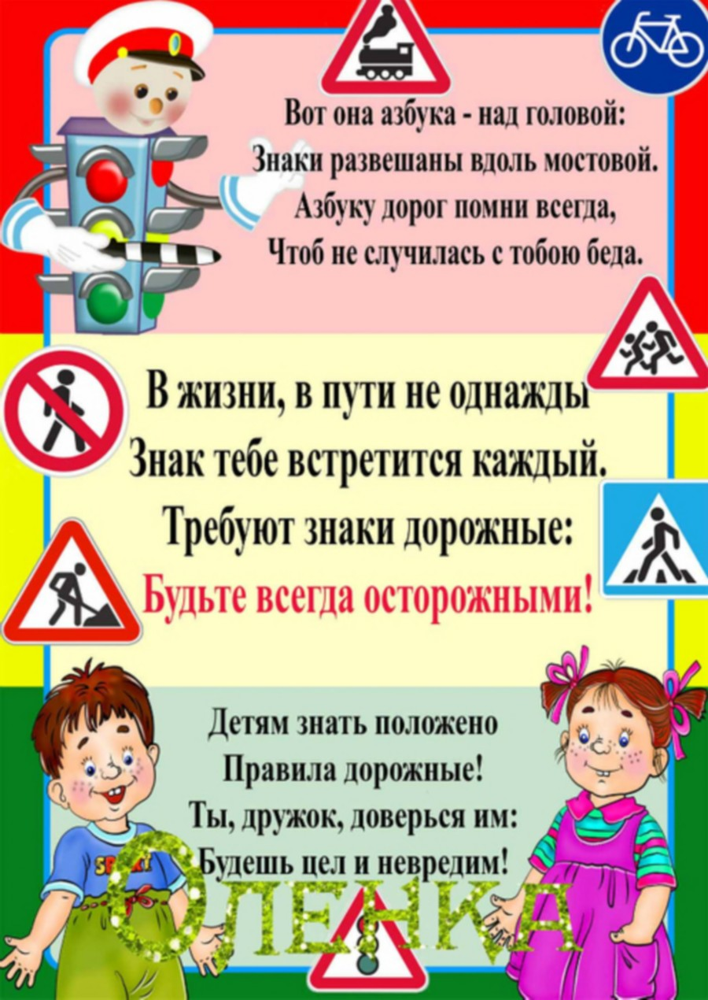 Вот она азбука - над головой:
Знаки развешаны вдоль мостовой.
Азбуку дорог помни всегда,
Чтоб не случилась с тобою беда.
В жизни, в пути не однажды
Знак тебе встретится каждый.
Требуют знаки дорожные:
Будьте всегда осторожными!
Детям знать положено
Правила дорожные!
Ты, дружок, доверься им:
Будешь цел и невредим!
ОЛЕНКА